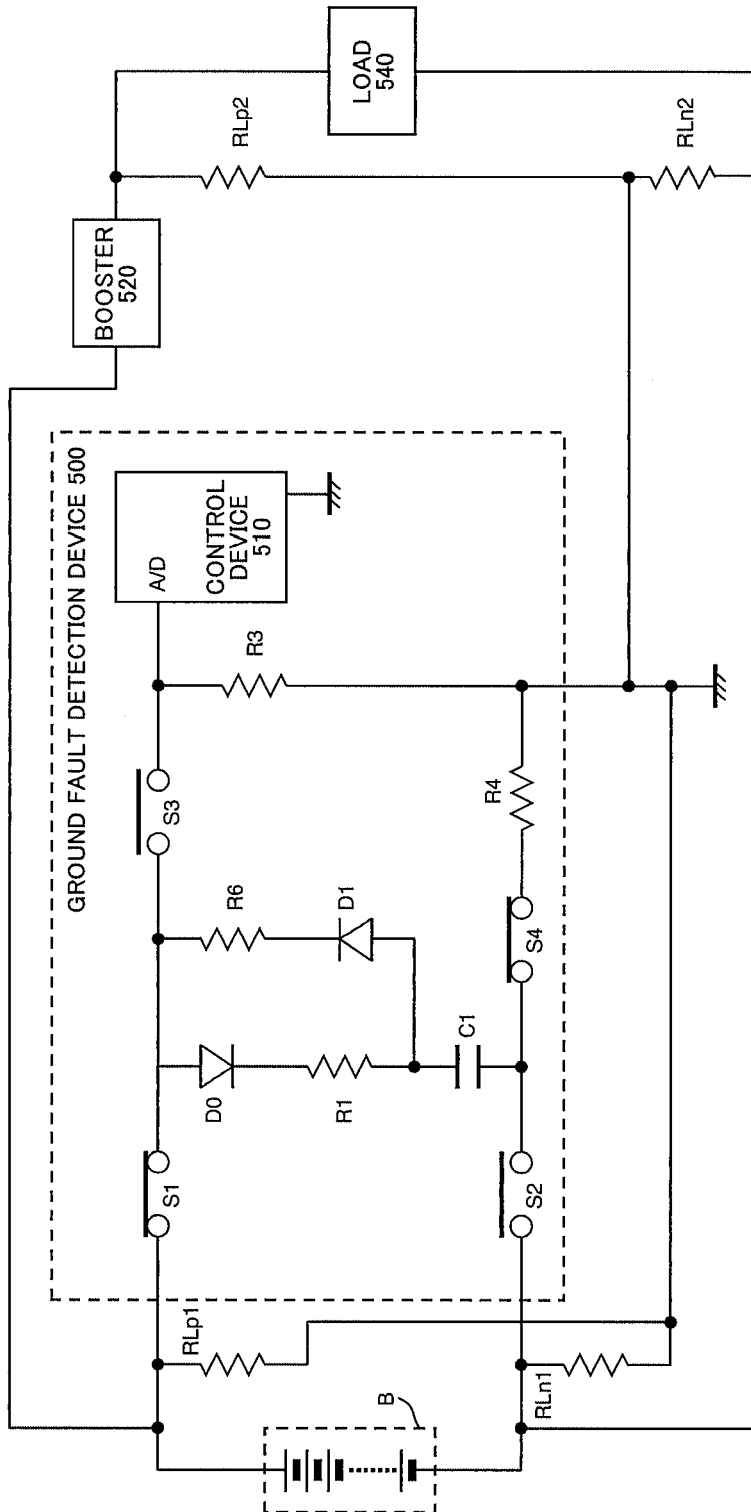 BOOSTER
520
LOAD
540
RLp2
RLn2
GROUND FAULT DETECTION DEVICE 500
A/D
CONTROL
DEVICE
510
S3
R3
S1
D0
R1
R6
D1
C1
S2
S4
R4
RLp1
B
RLn1